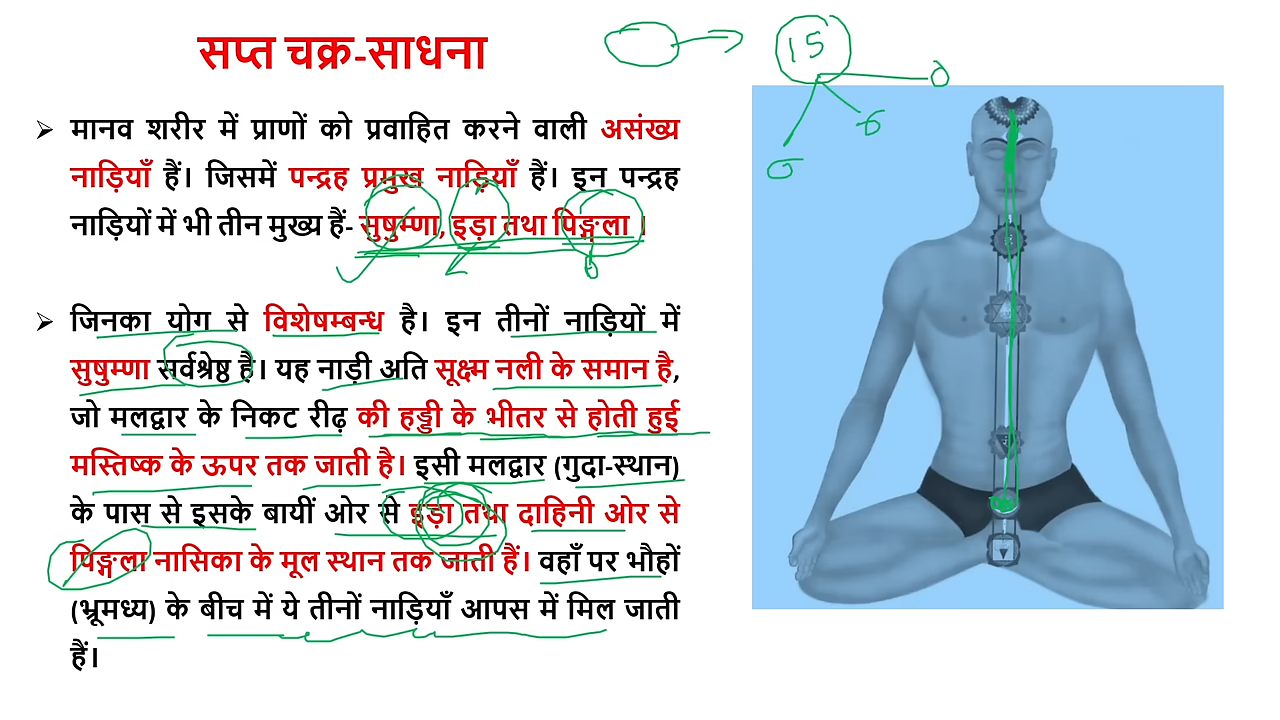 सप्त चक्र-साधना
15
➢ मानव शरीर में प्राणों को प्रवाहित करने वाली असंख्य
नाड़ियाँ हैं। जिसमें पन्द्रह प्रमुख नाड़ियाँ हैं। इन पन्द्रह
नाड़ियों में भी तीन मुख्य हैं- सुषुम्णा, इड़ा तथा पिङ्गला ।
➢ जिनका योग से विशेषम्बन्ध है। इन तीनों नाड़ियों में
सुषुम्णा सर्वश्रेष्ठ है। यह नाड़ी अति सूक्ष्म नली के समान है,
जो मलद्वार के निकट रीढ़ की हड्डी के भीतर से होती हुई
मस्तिष्क के ऊपर तक जाती है। इसी मलद्वार (गुदा-स्थान)
के पास से इसके बायीं ओर से इड़ा तथा दाहिनी ओर से
पिङ्गला नासिका के मूल स्थान तक जाती हैं। वहाँ पर भौहों
(भ्रूमध्य) के बीच में ये तीनों नाड़ियाँ आपस में मिल जाती
हैं।